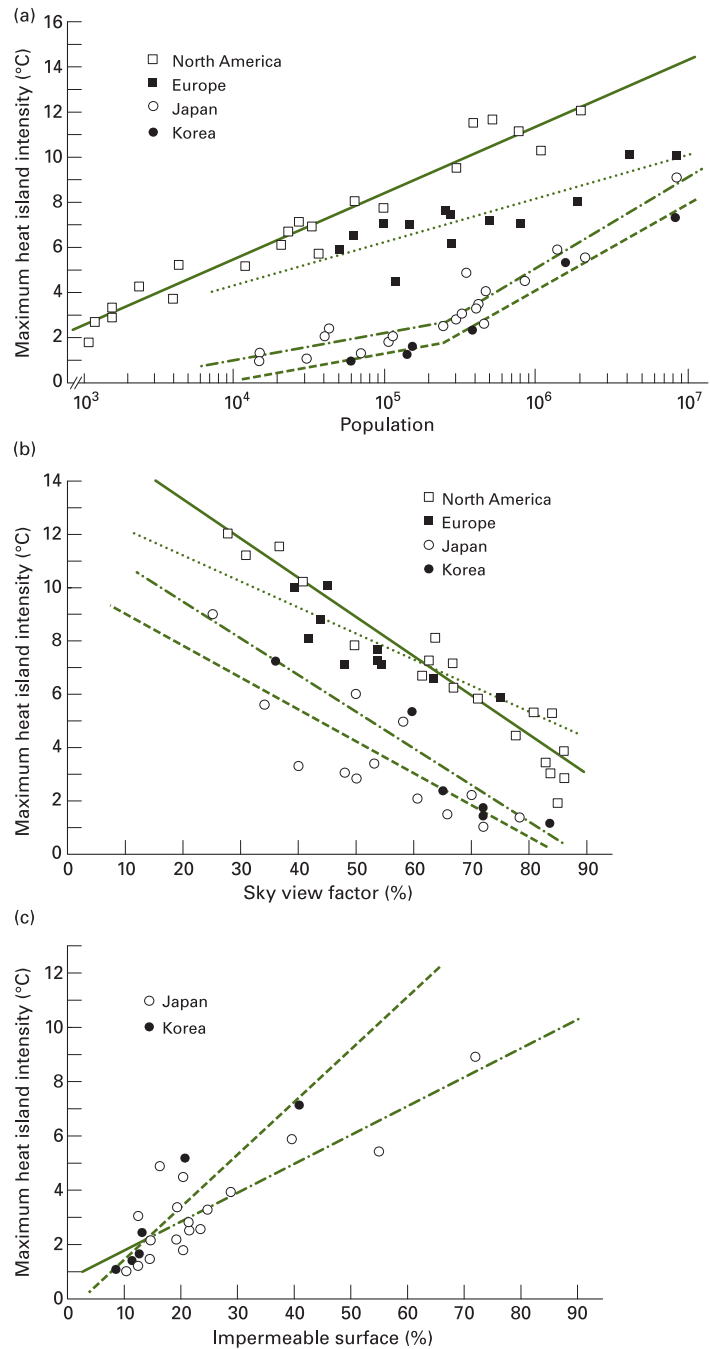 (a)
16
14
12
10
8
6
4
2
0
Maximum heat island intensity (°C)
North America
Europe
Japan
Korea
10³ 10⁴ 10⁵ 10⁶ 10⁷
Population
(b)
14
12
10
8
6
4
2
0
Maximum heat island intensity (°C)
North America
Europe
Japan
Korea
0 10 20 30 40 50 60 70 80 90
Sky view factor (%)
(c)
12
10
8
6
4
2
0
Maximum heat island intensity (°C)
Japan
Korea
0 10 20 30 40 50 60 70 80 90
Impermeable surface (%)